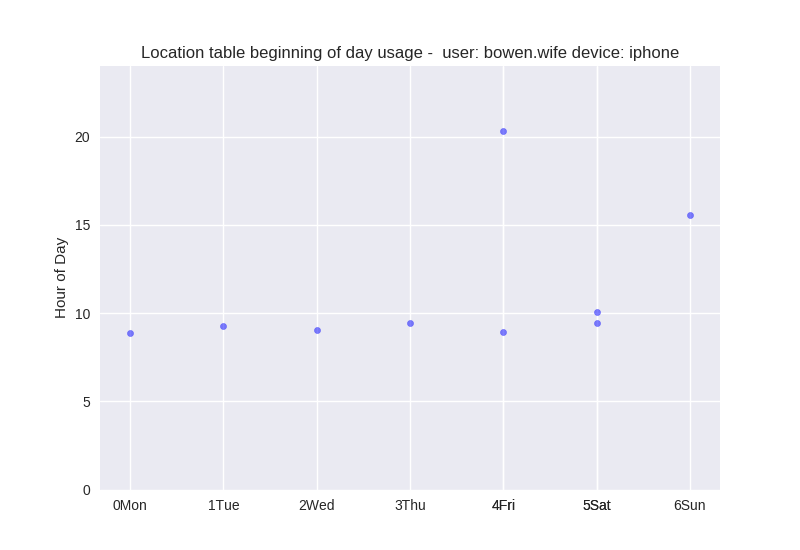 Location table beginning of day usage -  user: bowen.wife device: iphone
20
15
10
5
0
Hour of Day
0Mon 1Tue 2Wed 3Thu 4Fri 5Sat 6Sun